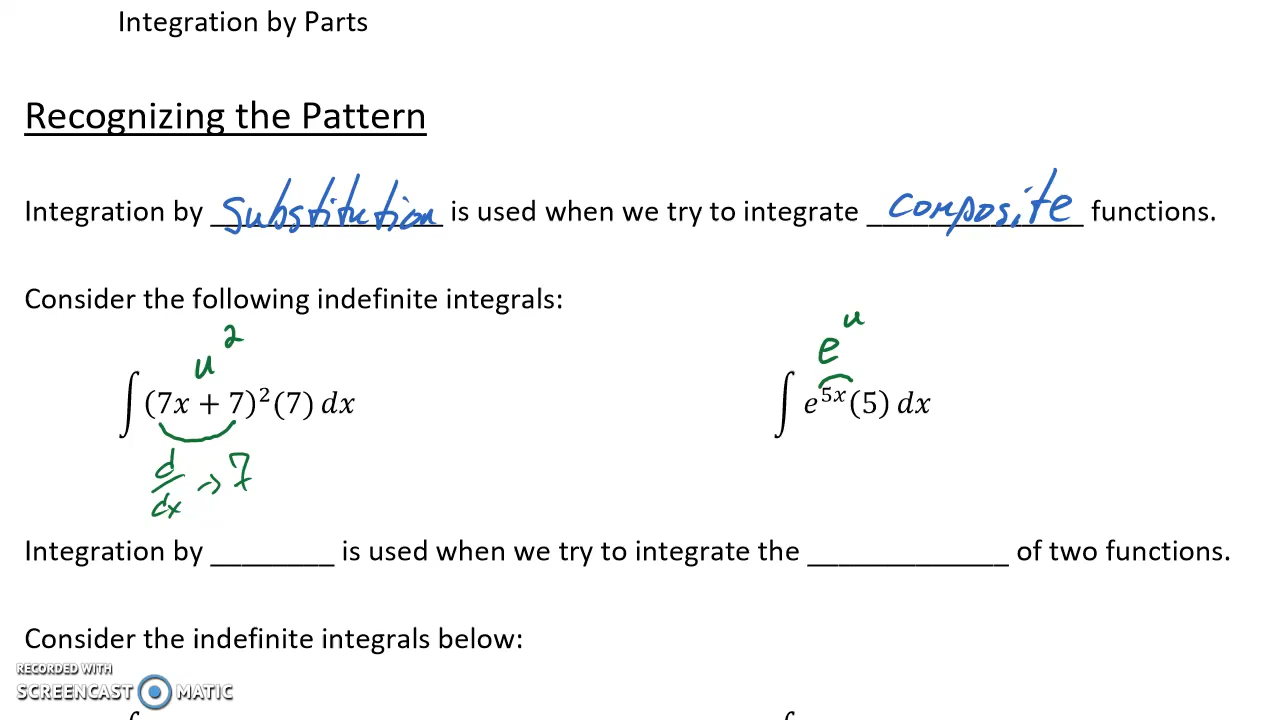 Integration by Parts
Recognizing the Pattern
Integration by substitution is used when we try to integrate composite functions.
Consider the following indefinite integrals:
u² e^u
∫(7x + 7)²(7) dx ∫e^{5x}(5) dx
d/dx → 7
Integration by ________ is used when we try to integrate the _____________ of two functions.
Consider the indefinite integrals below:
RECORDED WITH
SCREENCAST MATIC